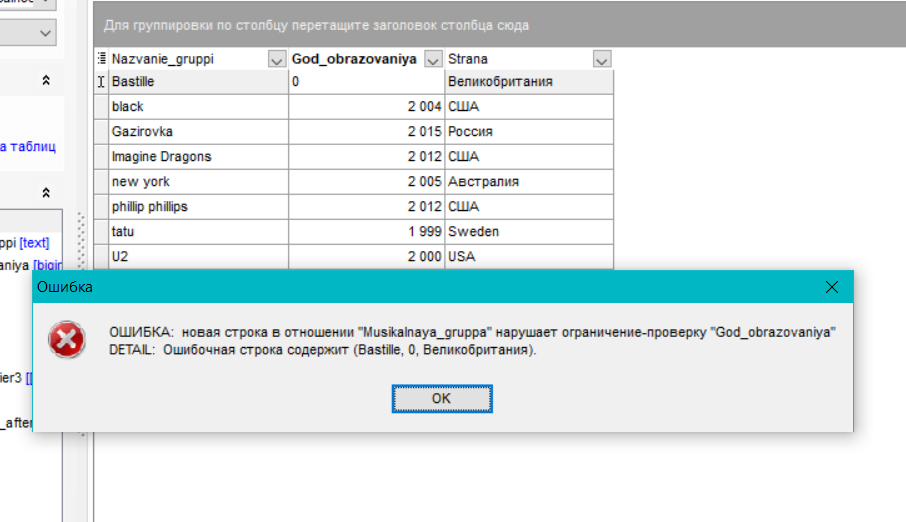 Для группировки по столбцу перетащите заголовок столбца сюда
Nazvanie_gruppi God_obrazovaniya Strana
Bastille 0 Великобритания
black 2 004 США
а таблиц
Gazirovka 2 015 Россия
Imagine Dragons 2 012 США
new york 2 005 Австралия
phillip phillips 2 012 США
tatu 1 999 Sweden
ppi [text]
U2 2 000 USA
aniya [bigin
Ошибка
ОШИБКА: новая строка в отношении "Musikalnaya_gruppa" нарушает ограничение-проверку "God_obrazovaniya"
DETAIL: Ошибочная строка содержит (Bastille, 0, Великобритания).
ier3 [[
OK
_after